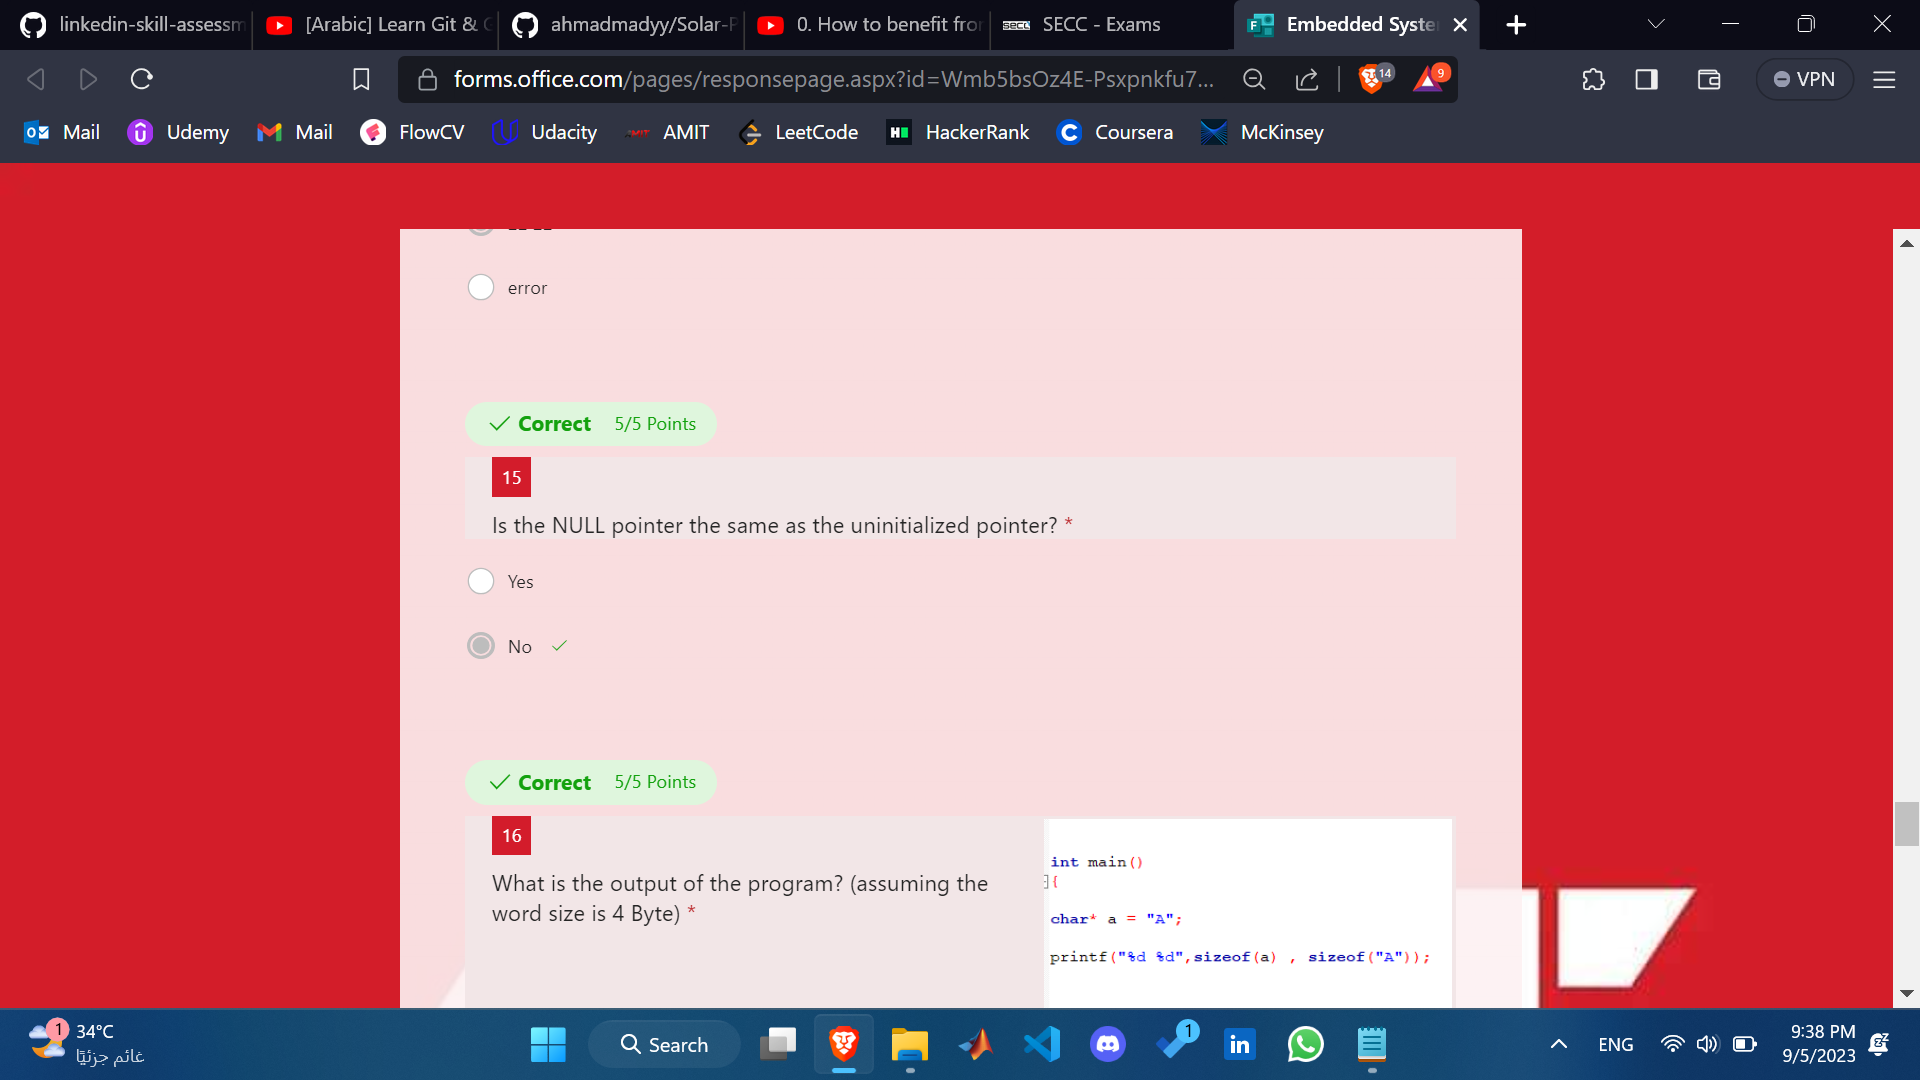 linkedin-skill-assessm
[Arabic] Learn Git & G
ahmadmadyy/Solar-P
0. How to benefit fron
SECC
SECC - Exams
Embedded Syste
forms.office.com/pages/responsepage.aspx?id=Wmb5bsOz4E-Psxpnkfu7...
14
9
VPN
Mail
Udemy
Mail
FlowCV
Udacity
AMIT
LeetCode
HackerRank
Coursera
McKinsey
error
Correct 5/5 Points
15
Is the NULL pointer the same as the uninitialized pointer? *
Yes
No
Correct 5/5 Points
16
What is the output of the program? (assuming the
word size is 4 Byte) *
int main()
{
char* a = "A";
printf("%d %d",sizeof(a) , sizeof("A"));
1
34°C
غائم جزئيًا
Search
1
ENG
9:38 PM
9/5/2023